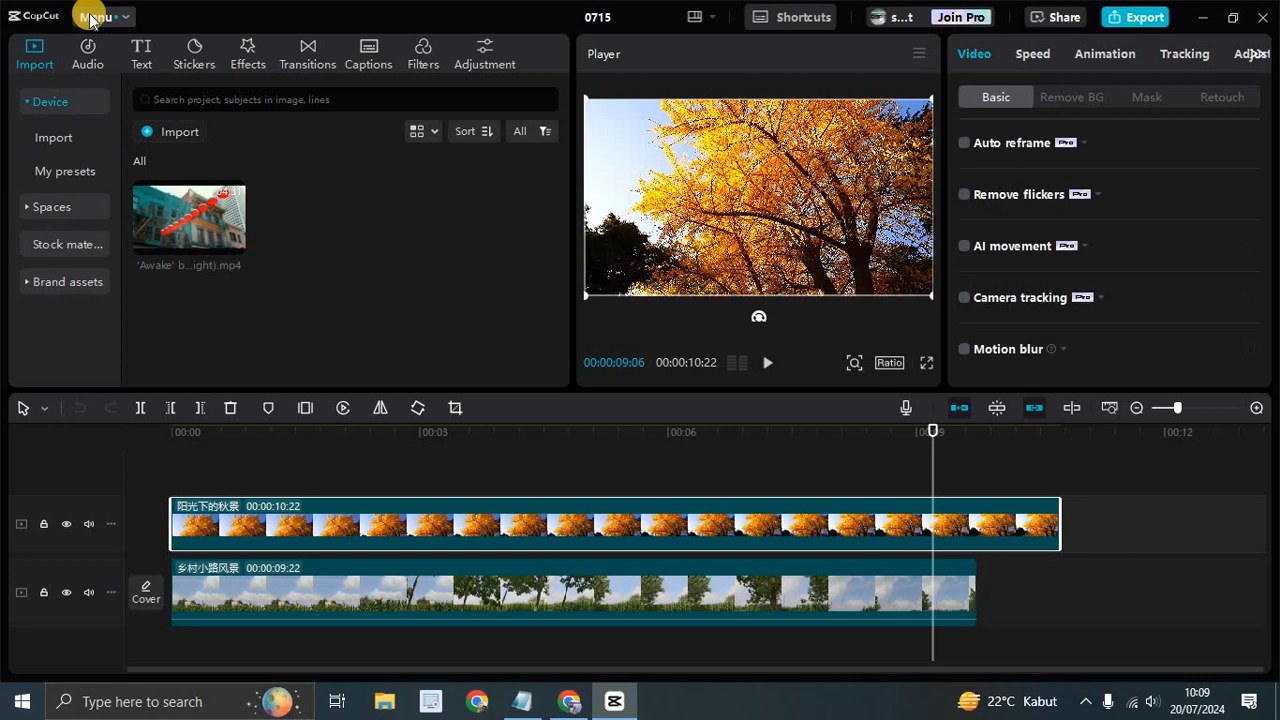 CapCut
Menu
0715
Shortcuts
s...t
Join Pro
Share
Export
Import
Audio
Text
Stickers
Effects
Transitions
Captions
Filters
Adjustment
Device
Import
My presets
Spaces
Stock mate...
Brand assets
Search project, subjects in image, lines
Import
Sort
All
All
'Awake' b...ight).mp4
Player
00:00:09:06
00:00:10:22
Ratio
Video
Speed
Animation
Tracking
Basic
Remove BG
Mask
Retouch
Auto reframe Pro
Remove flickers Pro
AI movement Pro
Camera tracking Pro
Motion blur
00:00
00:03
00:06
00:09
00:12
阳光下的秋景 00:00:10:22
乡村小路风景 00:00:09:22
Cover
Type here to search
22°C Kabut
10:09
20/07/2024